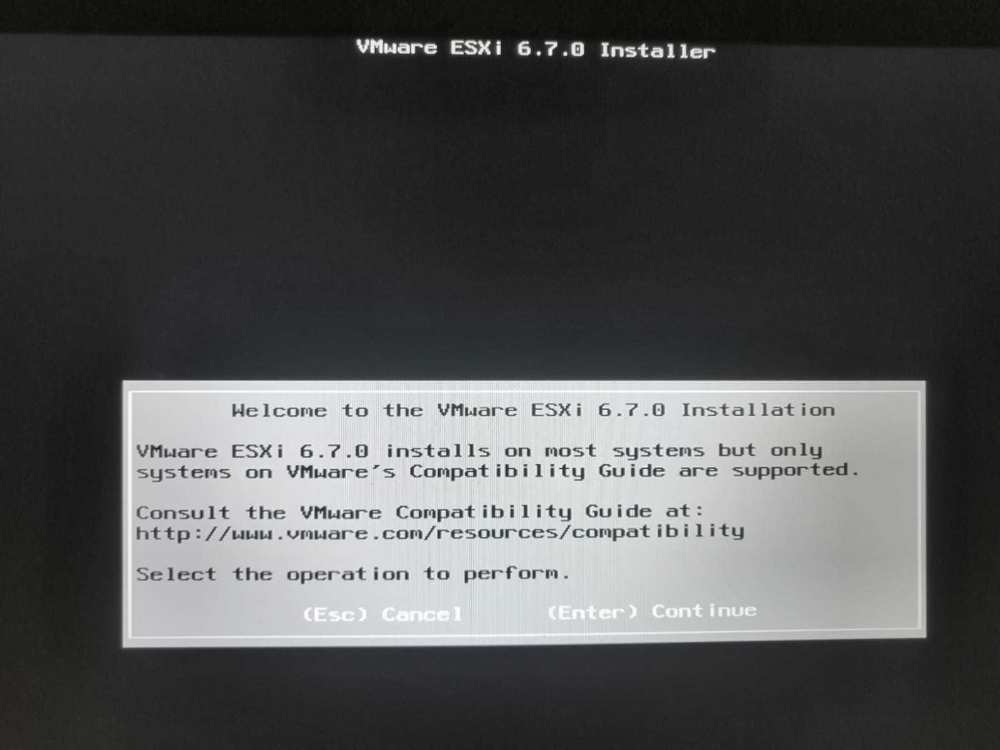 VMware ESXi 6.7.0 Installer
Welcome to the VMware ESXi 6.7.0 Installation
VMware ESXi 6.7.0 installs on most systems but only
systems on VMware's Compatibility Guide are supported.
Consult the VMware Compatibility Guide at:
http://www.vmware.com/resources/compatibility
Select the operation to perform.
(Esc) Cancel (Enter) Continue